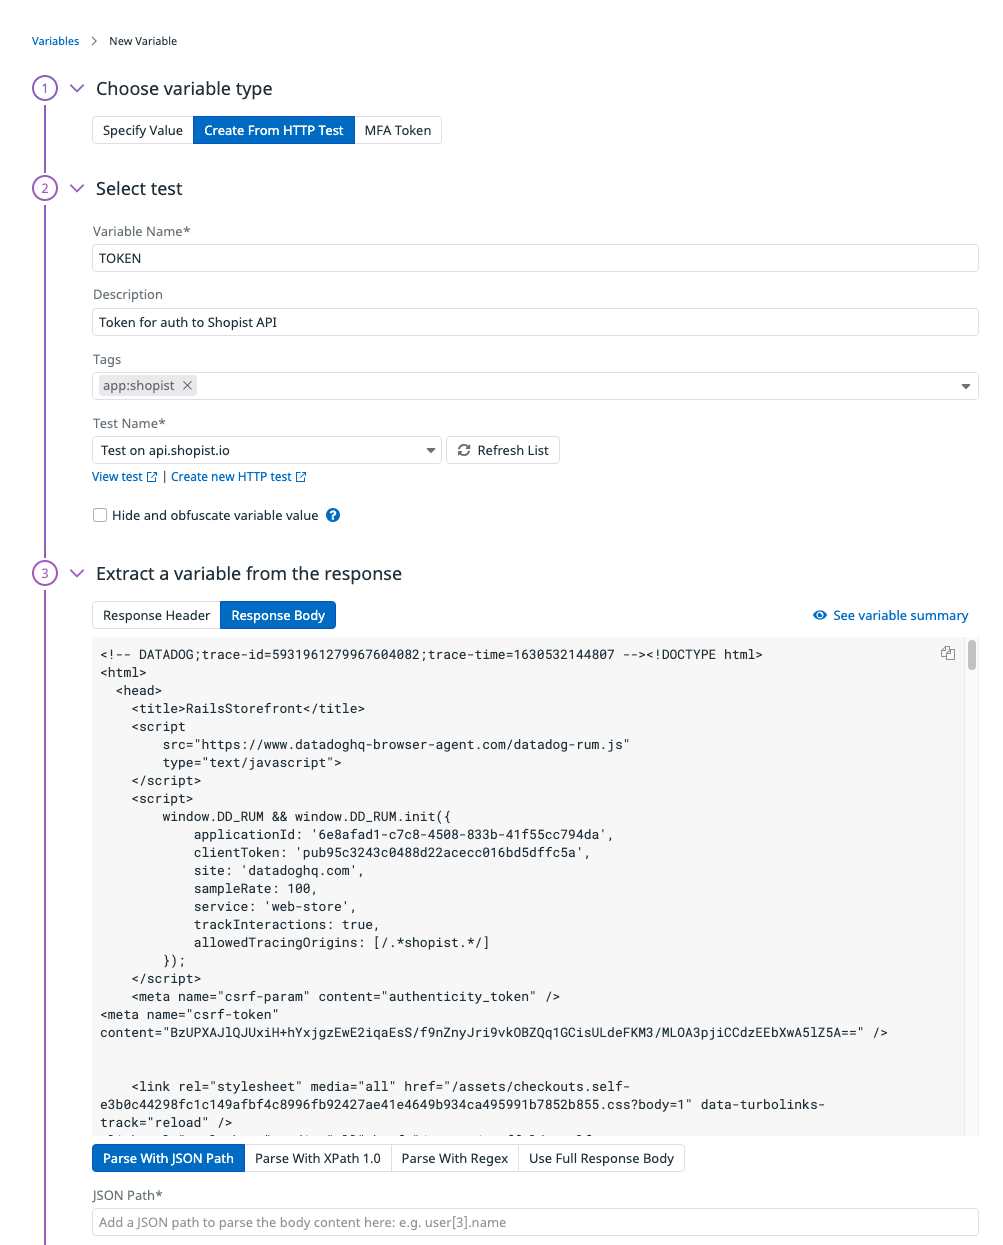 Variables > New Variable
1 Choose variable type
Specify Value Create From HTTP Test MFA Token
2 Select test
Variable Name*
TOKEN
Description
Token for auth to Shopist API
Tags
app:shopist ×
Test Name*
Test on api.shopist.io Refresh List
View test | Create new HTTP test
Hide and obfuscate variable value ?
3 Extract a variable from the response
Response Header Response Body See variable summary
<!-- DATADOG;trace-id=5931961279967604082;trace-time=1630532144807 --><!DOCTYPE html>
<html>
  <head>
    <title>RailsStorefront</title>
    <script
        src="https://www.datadoghq-browser-agent.com/datadog-rum.js"
        type="text/javascript">
    </script>
    <script>
        window.DD_RUM && window.DD_RUM.init({
            applicationId: '6e8afad1-c7c8-4508-833b-41f55cc794da',
            clientToken: 'pub95c3243c0488d22acecc016bd5dffc5a',
            site: 'datadoghq.com',
            sampleRate: 100,
            service: 'web-store',
            trackInteractions: true,
            allowedTracingOrigins: [/.*shopist.*/]
        });
    </script>
    <meta name="csrf-param" content="authenticity_token" />
<meta name="csrf-token"
content="BzUPXAJlQJUxiH+hYxjgzEwE2iqaEsS/f9nZnyJri9vkOBZQq1GCisULdeFKM3/MLOA3pjiCCdzEEbXwA5lZ5A==" />
    <link rel="stylesheet" media="all" href="/assets/checkouts.self-
e3b0c44298fc1c149afbf4c8996fb92427ae41e4649b934ca495991b7852b855.css?body=1" data-turbolinks-
track="reload" />
Parse With JSON Path Parse With XPath 1.0 Parse With Regex Use Full Response Body
JSON Path*
Add a JSON path to parse the body content here: e.g. user[3].name